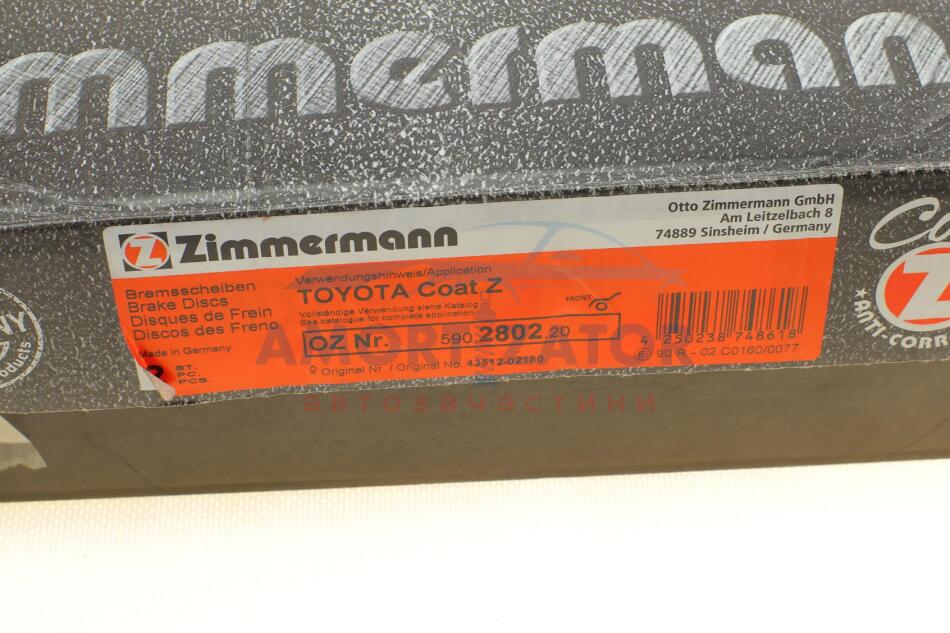 mmermann
Zimmermann
Otto Zimmermann GmbH
Am Leitzelbach 8
74889 Sinsheim / Germany
Bremsscheiben
Brake Discs
Disques de Frein
Discos des Freno
Made in Germany
ST.
PC.
PCS.
Verwendungshinweis/Application
TOYOTA Coat Z
Vollständige Verwendung siehe Katalog
See catalogue for complete application
FRONT
OZ Nr. 590.2802.20
Original Nr. / Original No. 43512-02180
4 250238 748618
E 90 R - 02 C0160/0077
Co
Z
ANTI-CORR
AMORTYZATOR
автозапчастини